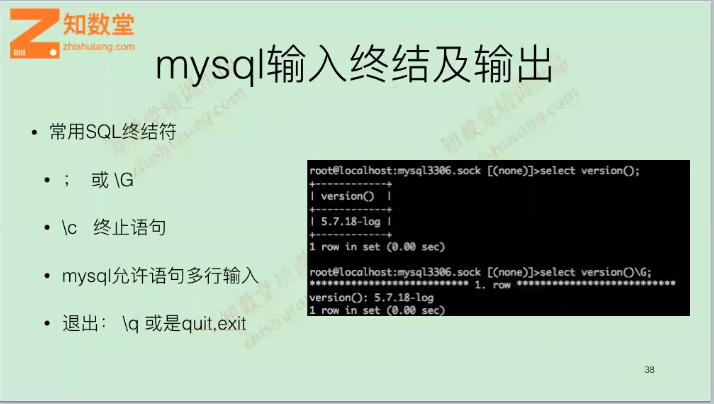 知数堂
zhishutang.com
mysql输入终结及输出
• 常用SQL终结符
• ； 或 \G
• \c 终止语句
• mysql允许语句多行输入
• 退出： \q 或是quit,exit
root@localhost:mysql3306.sock [(none)]>select version();
+------------+
| version() |
+------------+
| 5.7.18-log |
+------------+
1 row in set (0.00 sec)
root@localhost:mysql3306.sock [(none)]>select version()\G;
*************************** 1. row ***************************
version(): 5.7.18-log
1 row in set (0.00 sec)
38